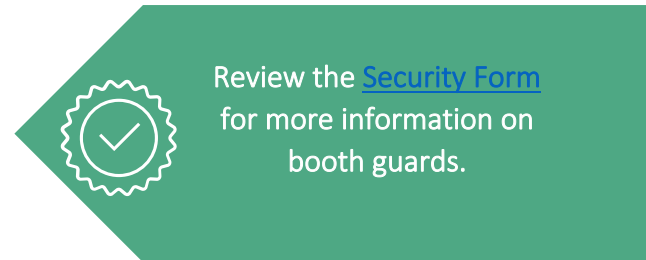 Review the Security Form
for more information on
booth guards.